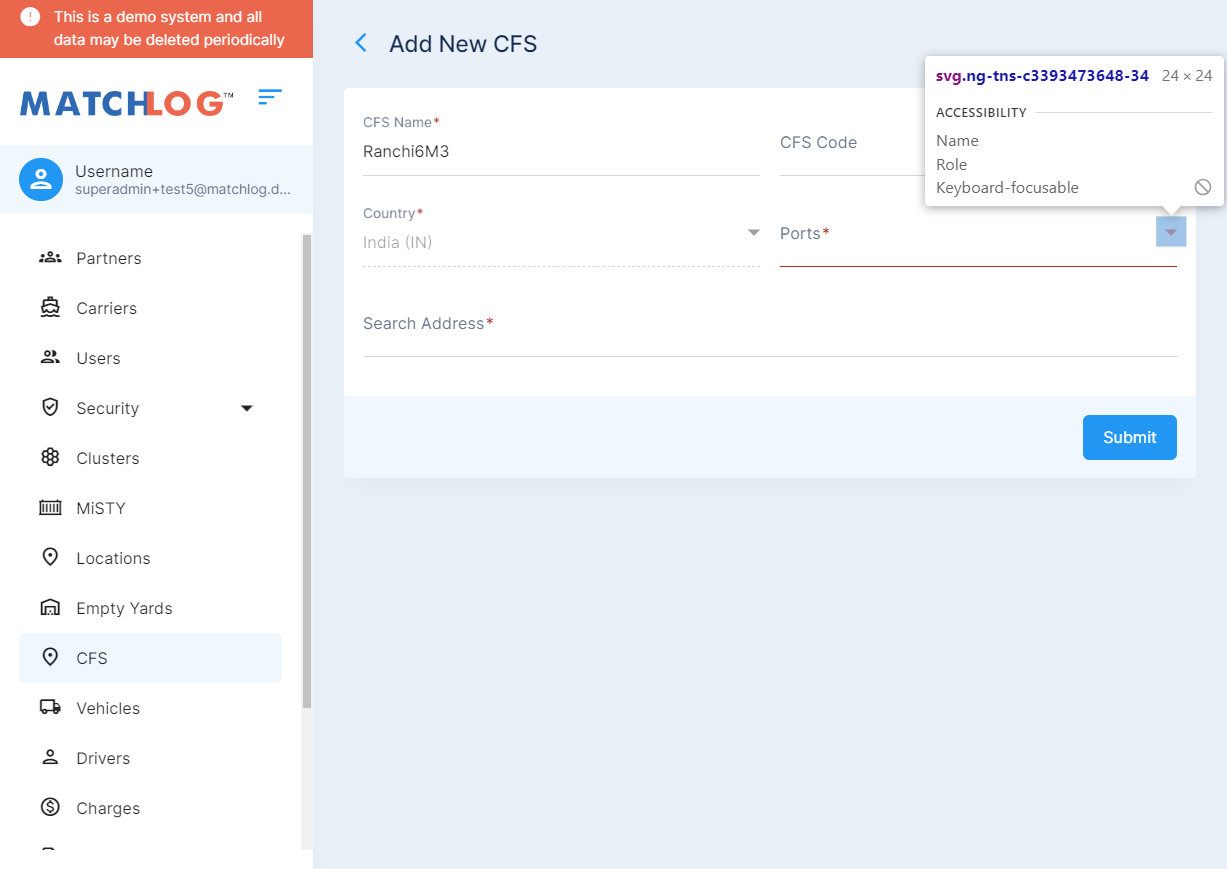 This is a demo system and all
data may be deleted periodically
MATCHLOG™
Username
superadmin+test5@matchlog.d...
Partners
Carriers
Users
Security
Clusters
MiSTY
Locations
Empty Yards
CFS
Vehicles
Drivers
Charges
Add New CFS
CFS Name*
Ranchi6M3
CFS Code
Country*
India (IN)
Ports*
Search Address*
Submit
svg.ng-tns-c3393473648-34 24 × 24
ACCESSIBILITY
Name
Role
Keyboard-focusable